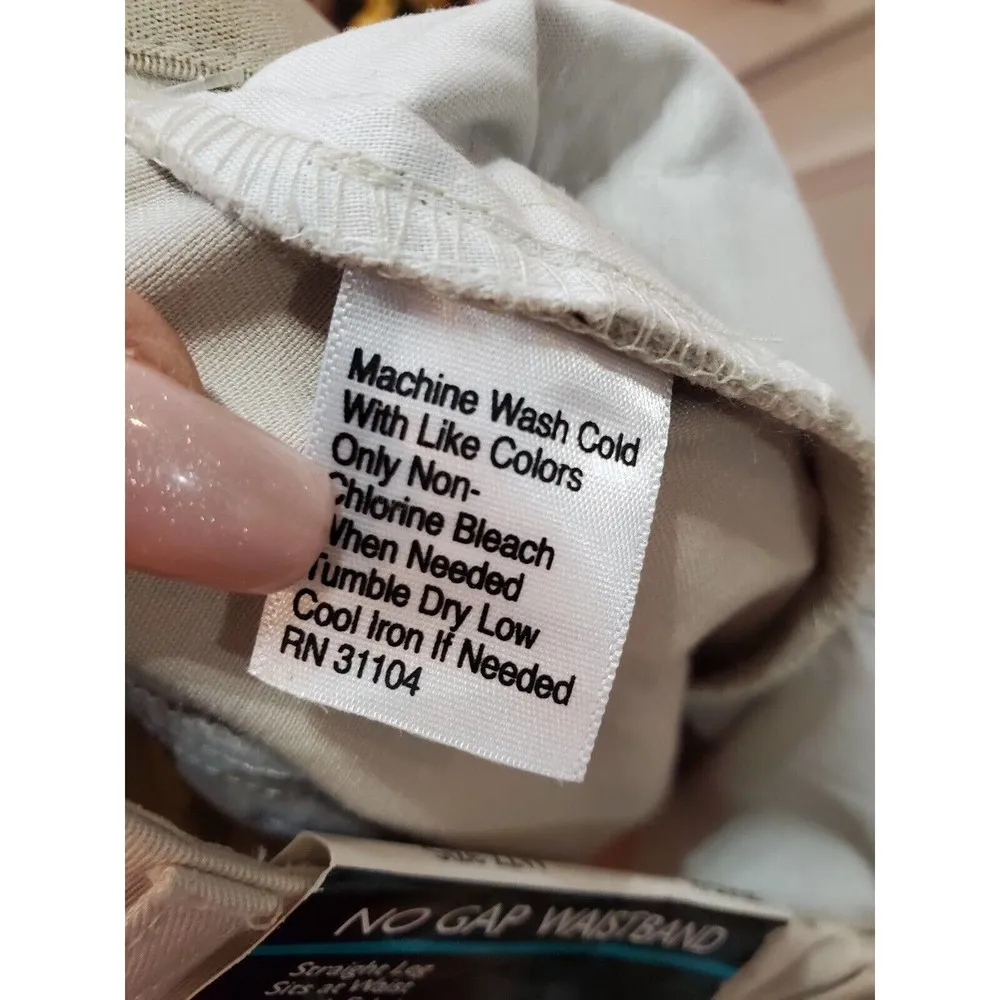 Machine Wash Cold
With Like Colors
Only Non-
Chlorine Bleach
When Needed
Tumble Dry Low
Cool Iron If Needed
RN 31104
NO GAP WAISTBAND
Straight Leg
Sits at Waist